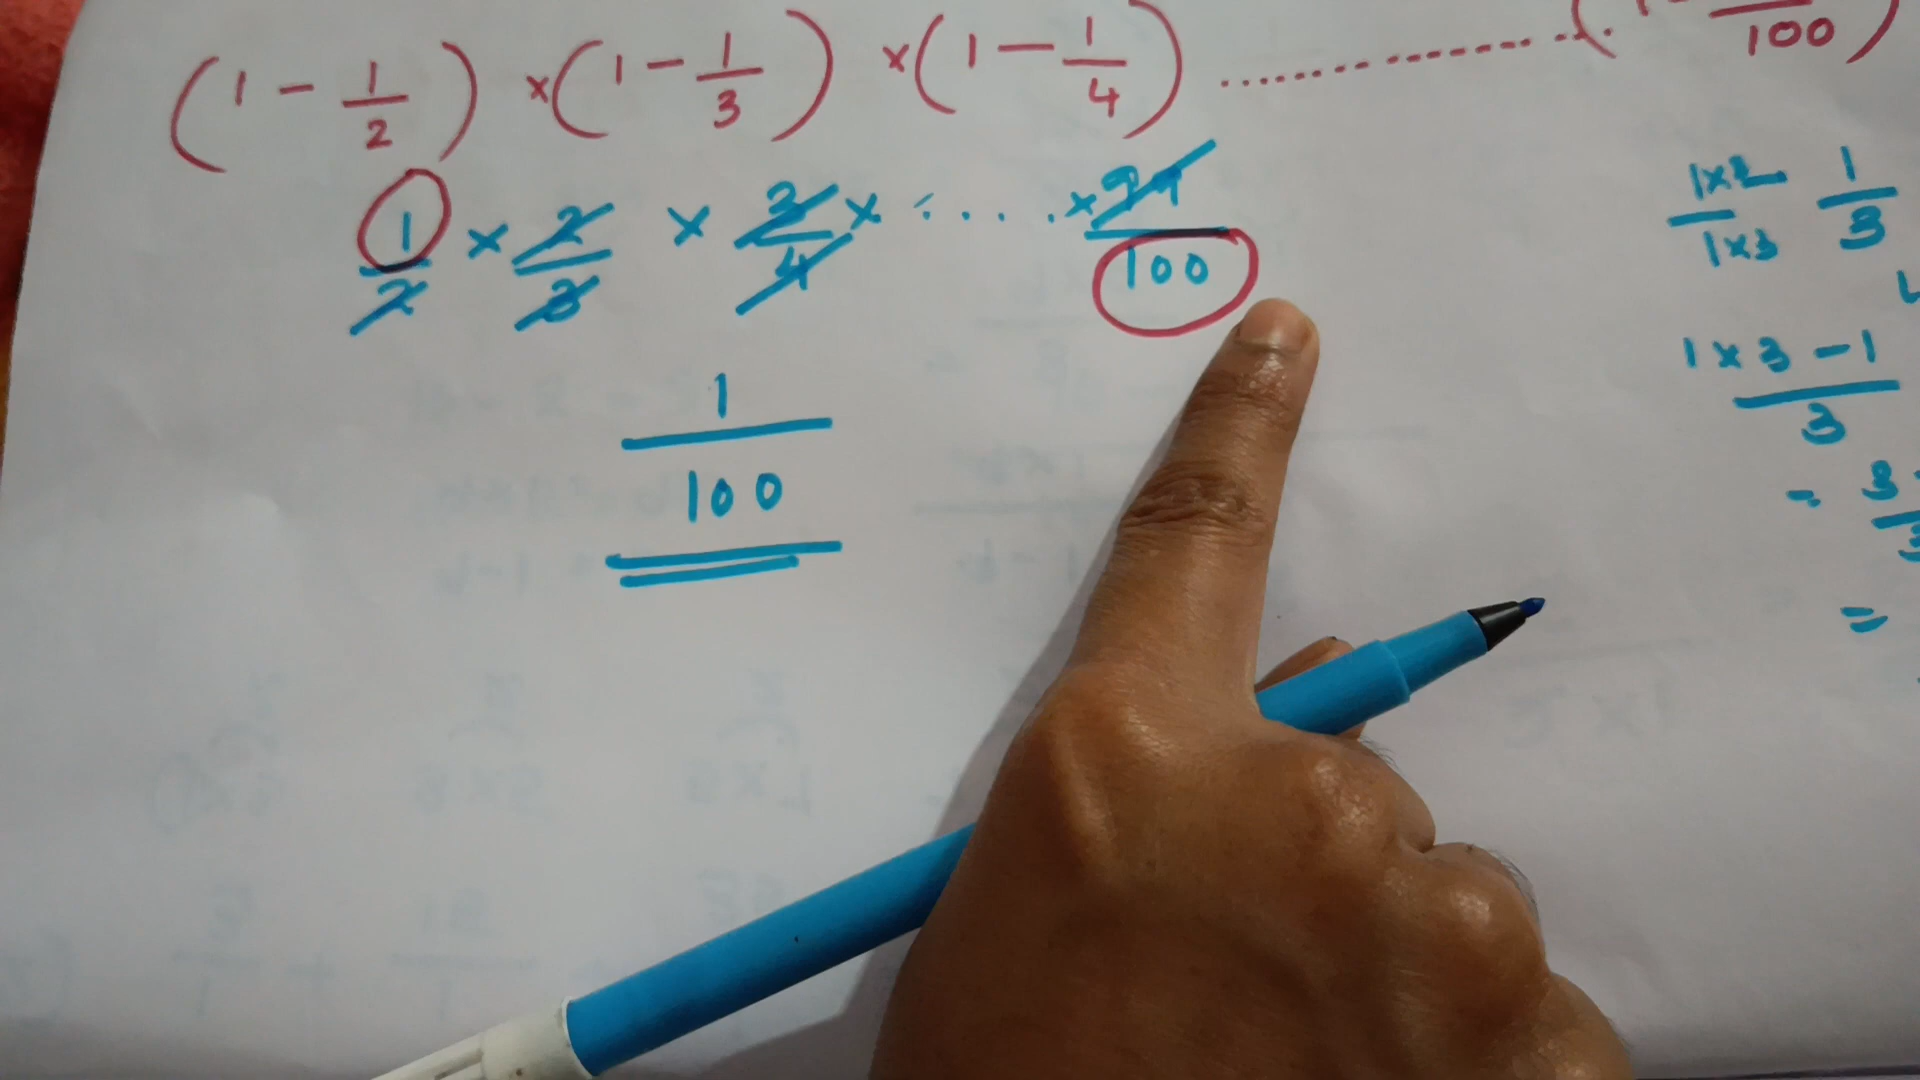 (1 - 1/2) × (1 - 1/3) × (1 - 1/4) ............ (1 - 1/100)
1/2 × 2/3 × 3/4 × ..... × 99/100
1/100
1×2/1×3 1/3
1 × 3 - 1/3
= 3
=